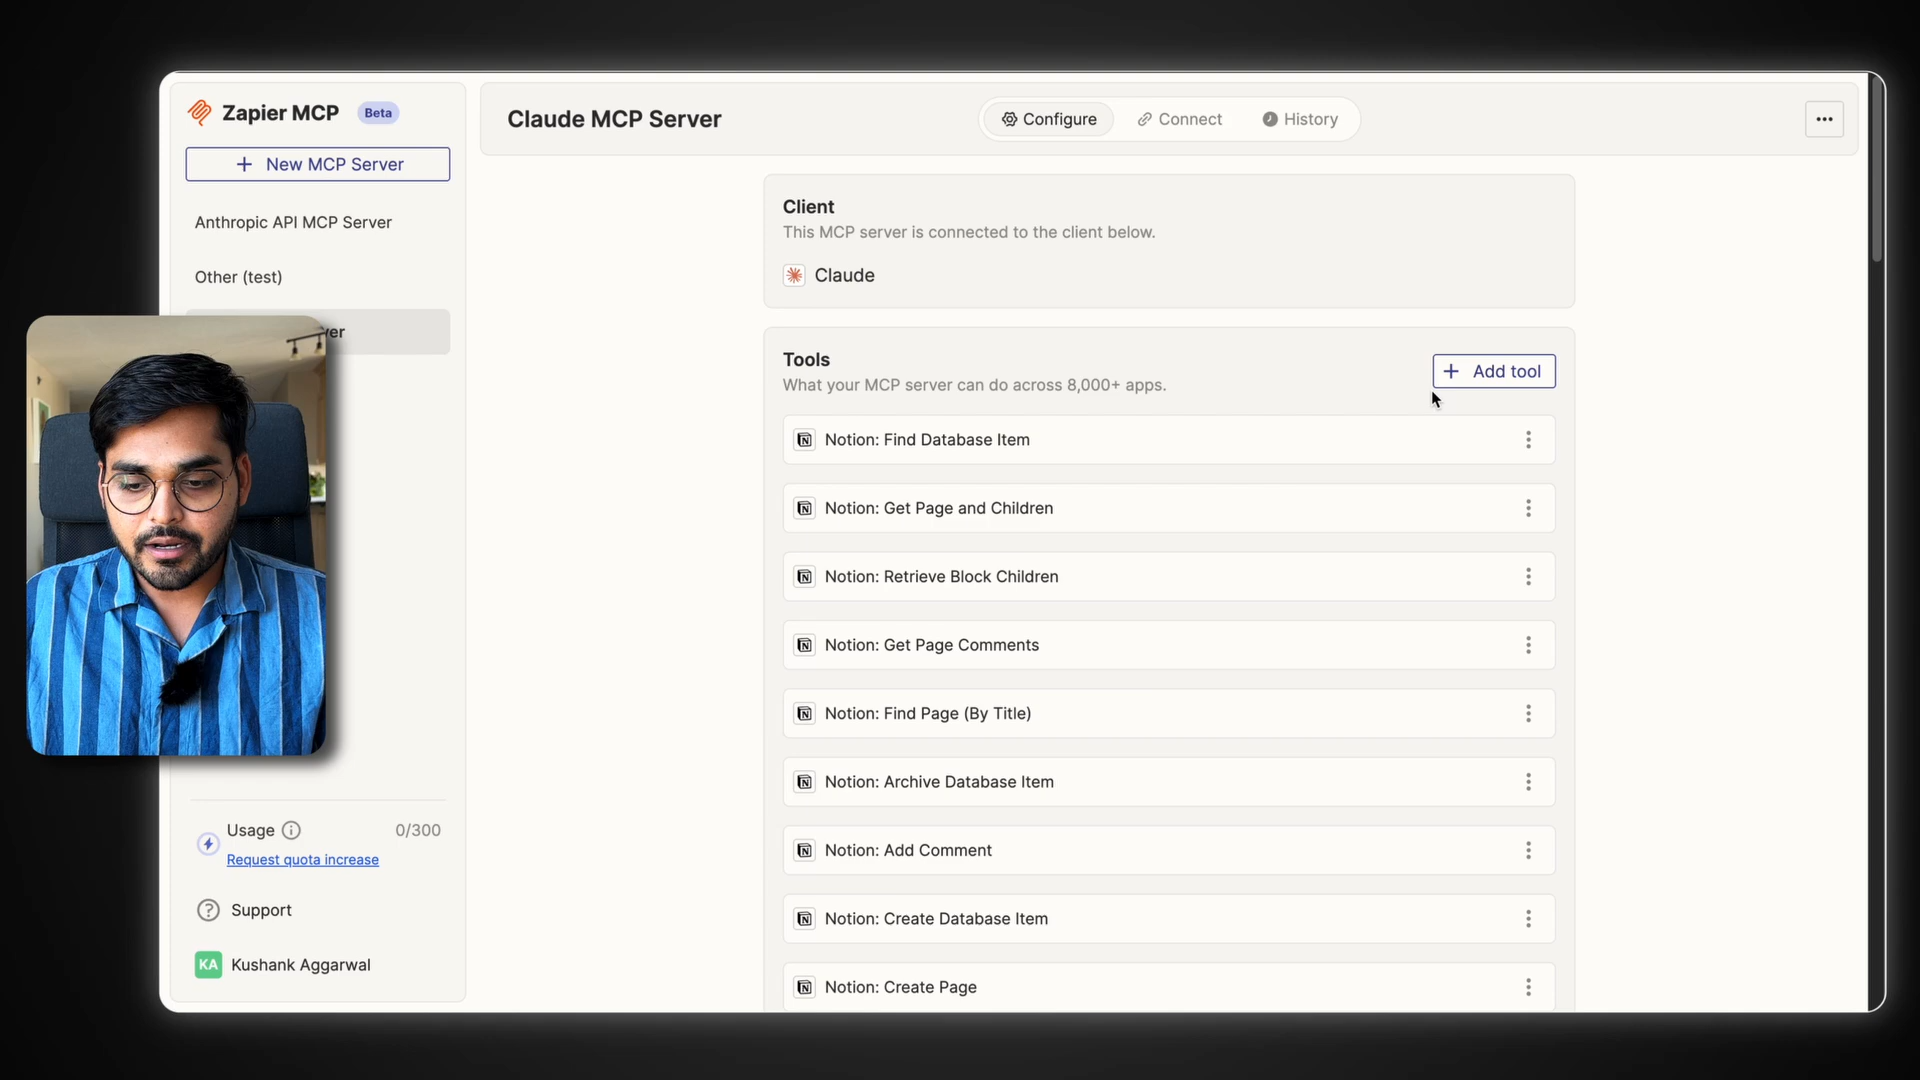 Zapier MCP Beta
+ New MCP Server
Anthropic API MCP Server
Other (test)
ver
Usage 0/300
Request quota increase
Support
KA Kushank Aggarwal
Claude MCP Server
Configure
Connect
History
Client
This MCP server is connected to the client below.
Claude
Tools
What your MCP server can do across 8,000+ apps.
+ Add tool
Notion: Find Database Item
Notion: Get Page and Children
Notion: Retrieve Block Children
Notion: Get Page Comments
Notion: Find Page (By Title)
Notion: Archive Database Item
Notion: Add Comment
Notion: Create Database Item
Notion: Create Page